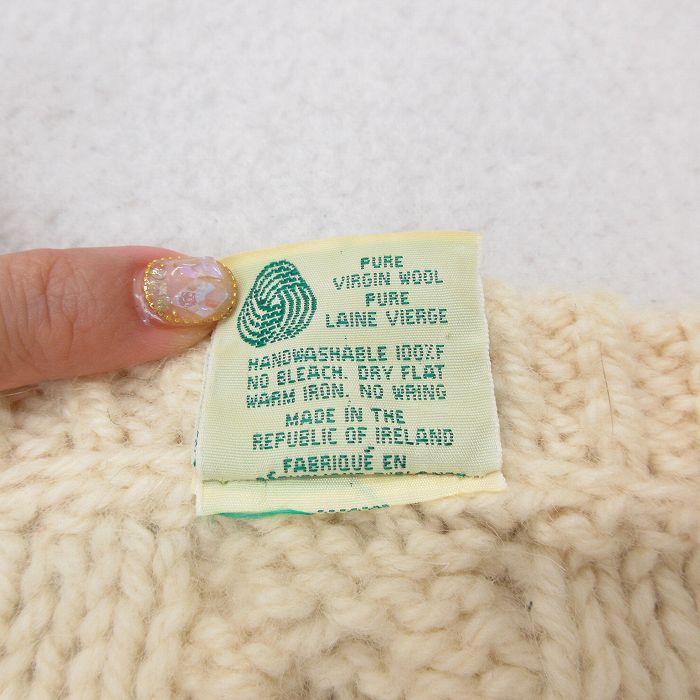 PURE
VIRGIN WOOL
PURE
LAINE VIERGE
HANDWASHABLE 100%F
NO BLEACH. DRY FLAT
WARM IRON. NO WRING
MADE IN THE
REPUBLIC OF IRELAND
FABRIQUÉ EN